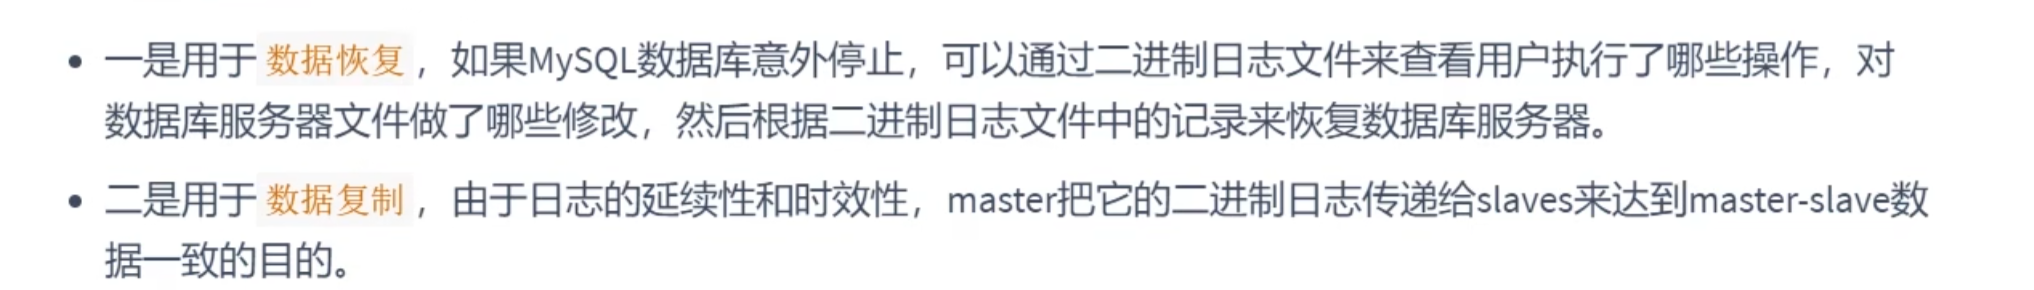 • 一是用于 数据恢复 ，如果MySQL数据库意外停止，可以通过二进制日志文件来查看用户执行了哪些操作，对
数据库服务器文件做了哪些修改，然后根据二进制日志文件中的记录来恢复数据库服务器。
• 二是用于 数据复制 ，由于日志的延续性和时效性，master把它的二进制日志传递给slaves来达到master-slave数
据一致的目的。